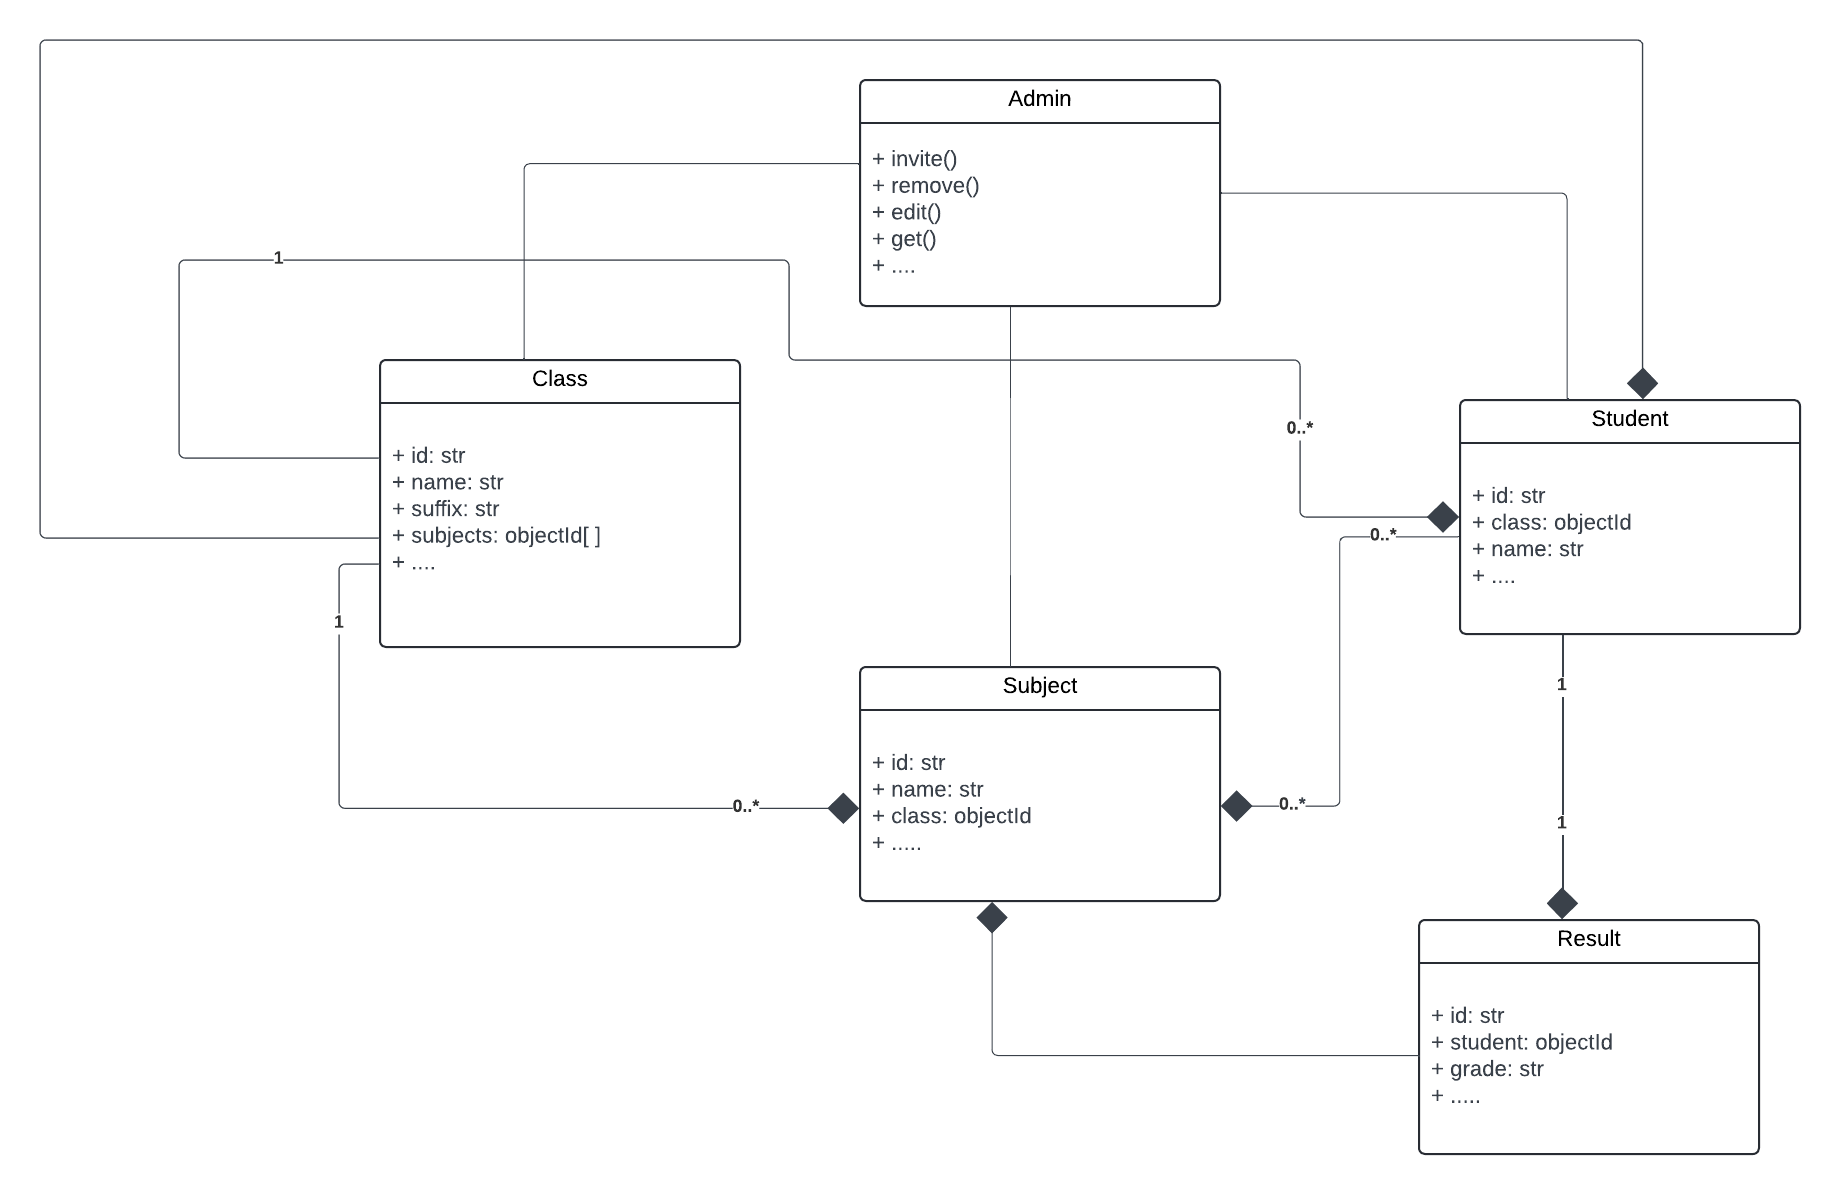 Admin
+ invite()
+ remove()
+ edit()
+ get()
+ ....
1
Class
+ id: str
+ name: str
+ suffix: str
+ subjects: objectId[ ]
+ ....
0..*
Student
+ id: str
+ class: objectId
+ name: str
+ ....
0..*
1
Subject
+ id: str
+ name: str
+ class: objectId
+ .....
0..*
0..*
1
1
Result
+ id: str
+ student: objectId
+ grade: str
+ .....